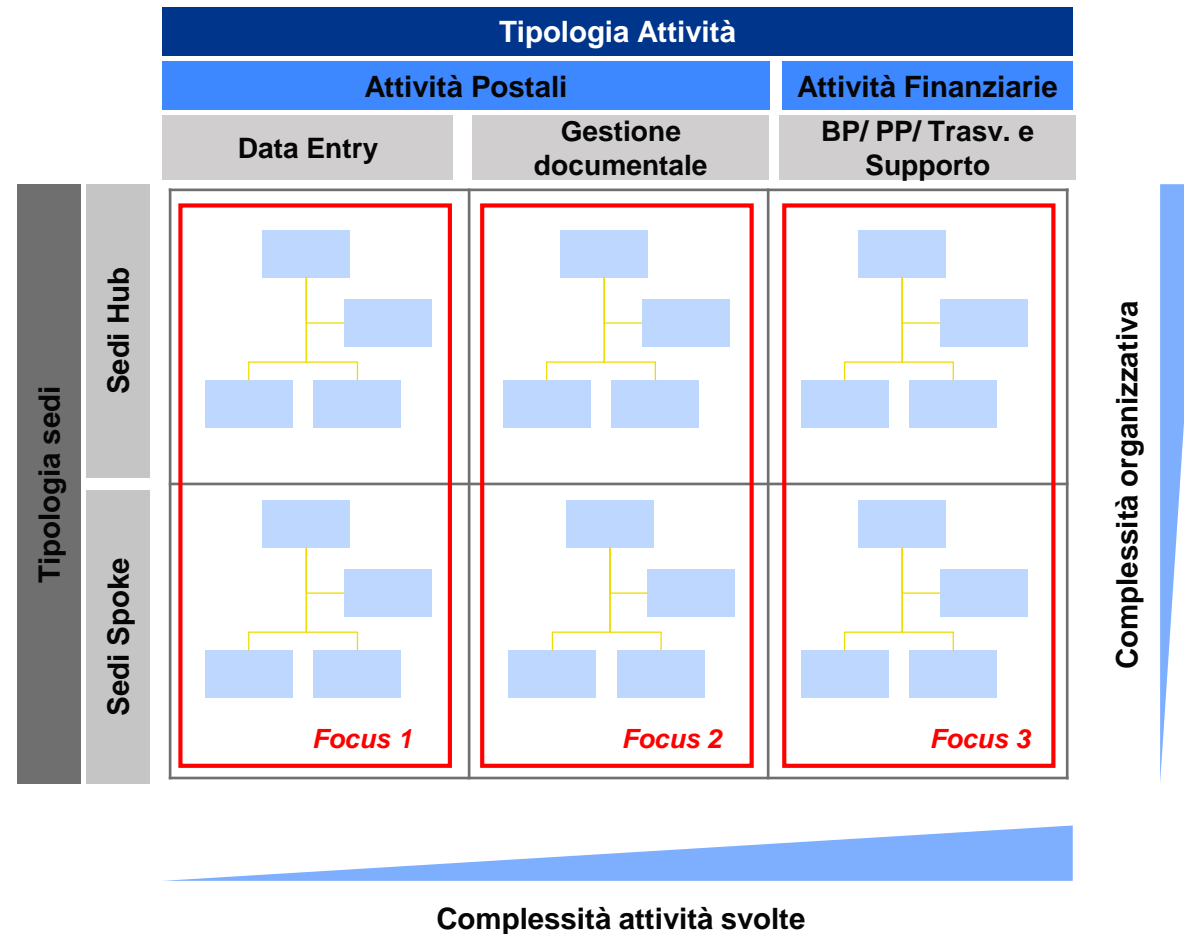 Tipologia Attività
Attività Postali
Attività Finanziarie
Data Entry
Gestione
documentale
BP/ PP/ Trasv. e
Supporto
Tipologia sedi
Sedi Hub
Sedi Spoke
Focus 1
Focus 2
Focus 3
Complessità organizzativa
Complessità attività svolte